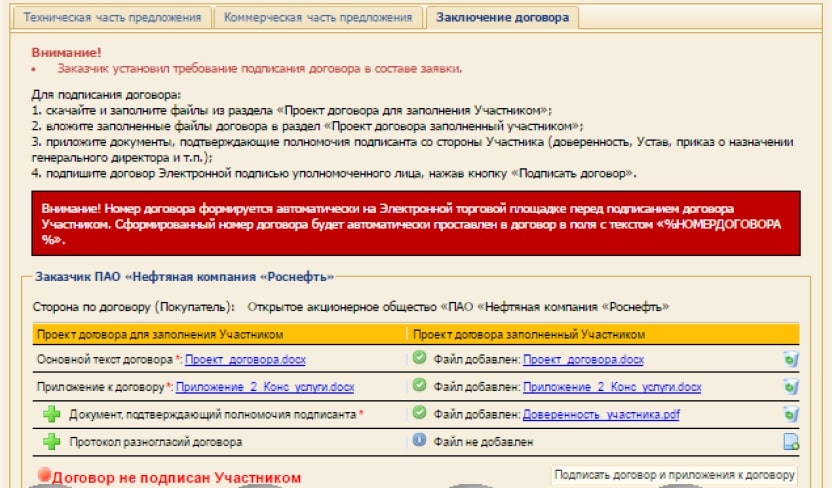 Техническая часть предложения Коммерческая часть предложения Заключение договора
Внимание!
• Заказчик установил требование подписания договора в составе заявки.
Для подписания договора:
1. скачайте и заполните файлы из раздела «Проект договора для заполнения Участником»;
2. вложите заполненные файлы договора в раздел «Проект договора заполненный участником»;
3. приложите документы, подтверждающие полномочия подписанта со стороны Участника (доверенность, Устав, приказ о назначении
генерального директора и т.п.);
4. подпишите договор Электронной подписью уполномоченного лица, нажав кнопку «Подписать договор».
Внимание! Номер договора формируется автоматически на Электронной торговой площадке перед подписанием договора
Участником. Сформированный номер договора будет автоматически проставлен в договор в поля с текстом «%НОМЕРДОГОВОРА
%».
Заказчик ПАО «Нефтяная компания «Роснефть»
Сторона по договору (Покупатель): Открытое акционерное общество «ПАО «Нефтяная компания «Роснефть»
Проект договора для заполнения Участником Проект договора заполненный Участником
Основной текст договора *: Проект_договора.docx Файл добавлен: Проект_договора.docx
Приложение к договору *: Приложение_2_Конс_услуги.docx Файл добавлен: Приложение_2_Конс_услуги.docx
Документ, подтверждающий полномочия подписанта * Файл добавлен: Доверенность_участника.pdf
Протокол разногласий договора Файл не добавлен
Договор не подписан Участником Подписать договор и приложения к договору